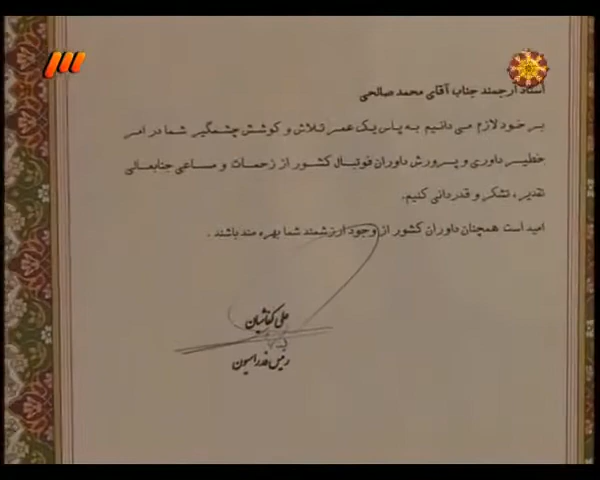 استاد ارجمند جناب آقای محمد صالحی
بر خود لازم می دانیم به پاس یک عمر تلاش و کوشش چشمگیر شما در امر
خطیر داوری و پرورش داوران فوتبال کشور از زحمات و مساعی جنابعالی
تقدیر ، تشکر و قدردانی کنیم.
امید است همچنان داوران کشور از وجود ارزشمند شما بهره مند باشند .
علی کفاشیان
رئیس فدراسیون